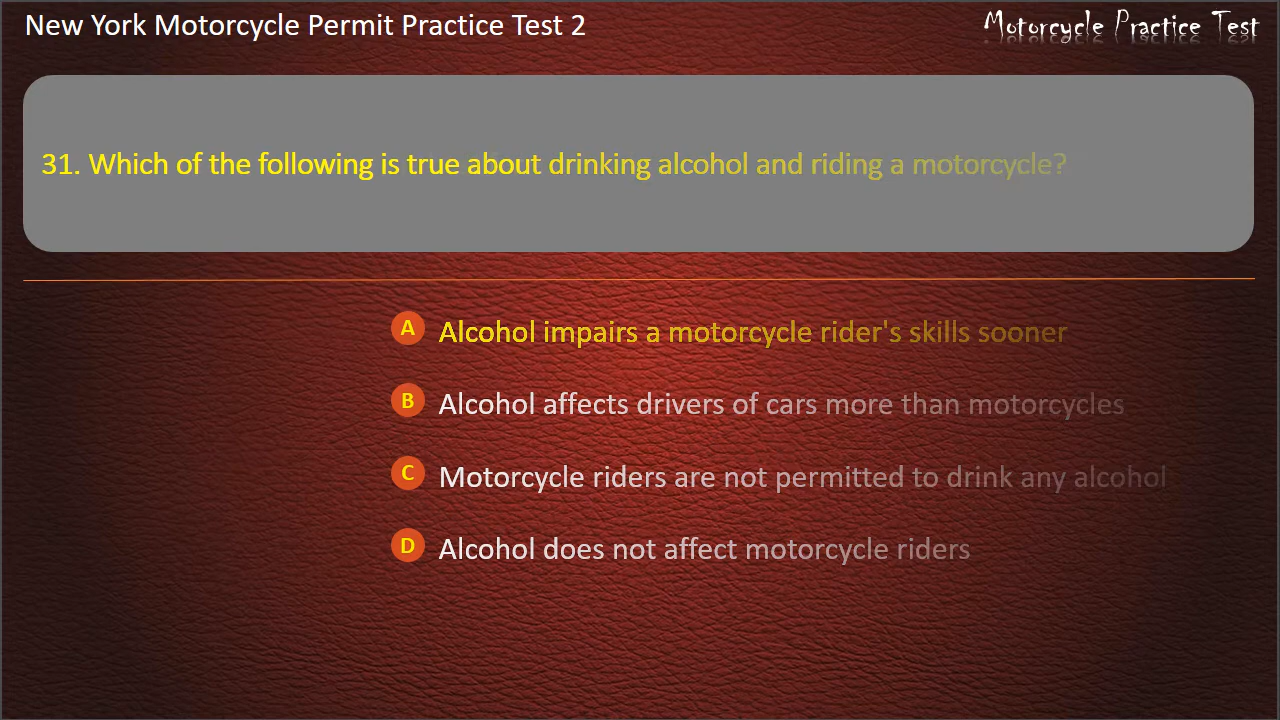 New York Motorcycle Permit Practice Test 2
Motorcycle Practice Test
31. Which of the following is true about drinking alcohol and riding a motorcycle?
A Alcohol impairs a motorcycle rider's skills sooner
B Alcohol affects drivers of cars more than motorcycles
C Motorcycle riders are not permitted to drink any alcohol
D Alcohol does not affect motorcycle riders